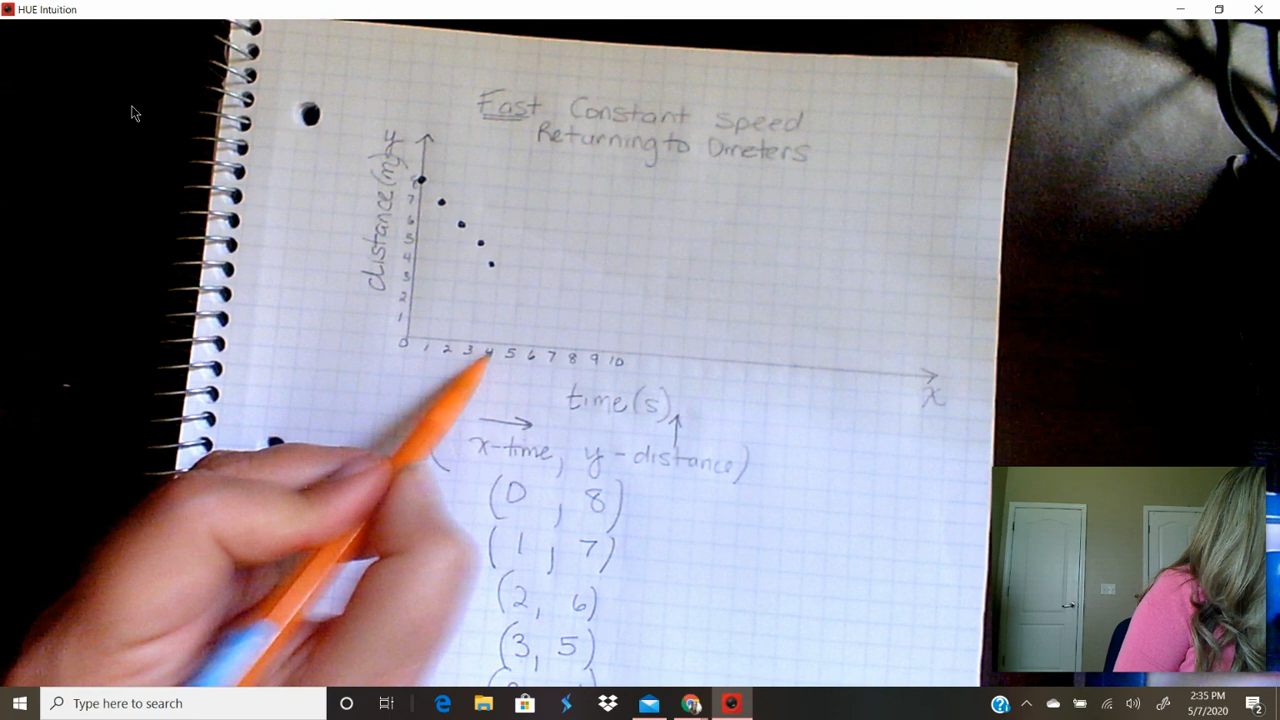 HUE Intuition
Fast Constant Speed
Returning to 0meters
distance(m) y
8
7
6
5
4
3
2
1
0 1 2 3 4 5 6 7 8 9 10
x
time(s)
(x-time, y-distance)
(0, 8)
(1, 7)
(2, 6)
(3, 5)
Type here to search
2:35 PM
5/7/2020
2